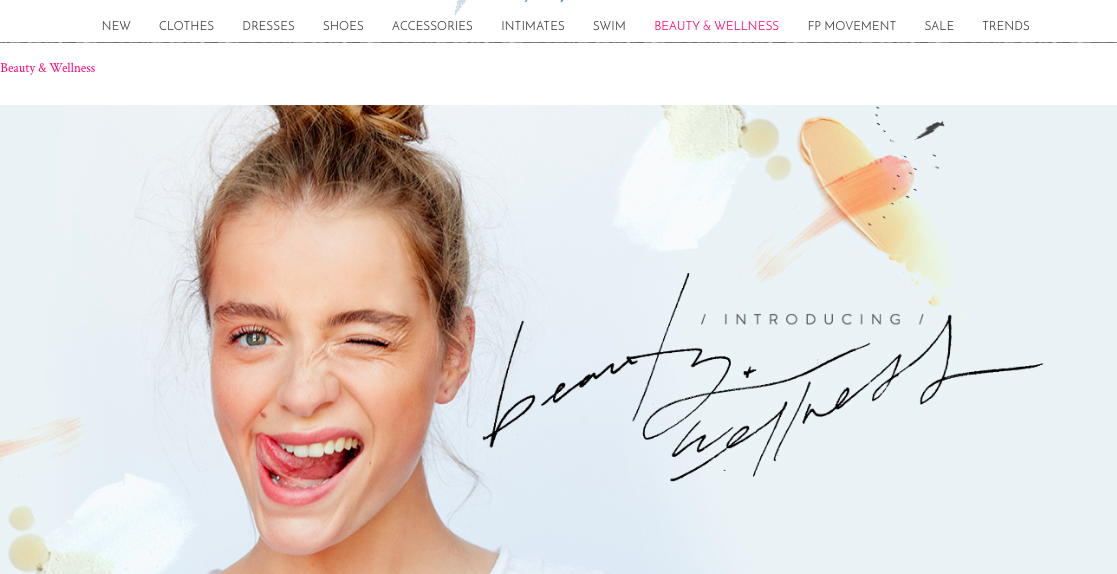 NEW CLOTHES DRESSES SHOES ACCESSORIES INTIMATES SWIM BEAUTY & WELLNESS FP MOVEMENT SALE TRENDS
Beauty & Wellness
/ INTRODUCING /
beauty +
wellness